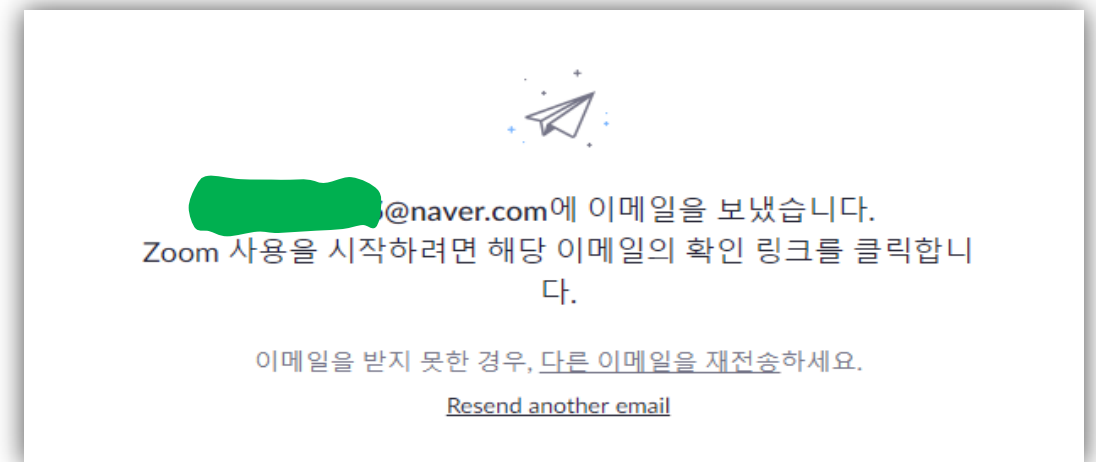 @naver.com에 이메일을 보냈습니다.
Zoom 사용을 시작하려면 해당 이메일의 확인 링크를 클릭합니
다.
이메일을 받지 못한 경우, 다른 이메일을 재전송하세요.
Resend another email